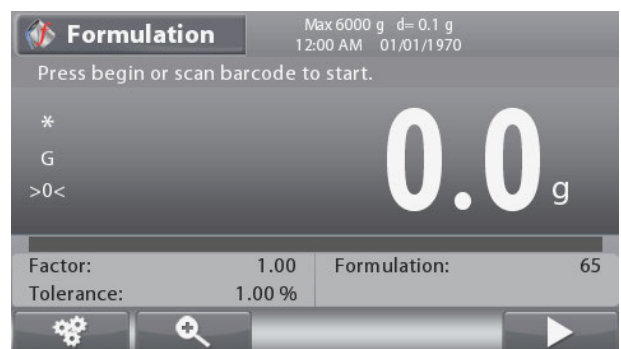 Formulation
Max 6000 g d= 0.1 g
12:00 AM 01/01/1970
Press begin or scan barcode to start.
*
G
>0<
0.0 g
Factor: 1.00
Tolerance: 1.00 %
Formulation: 65